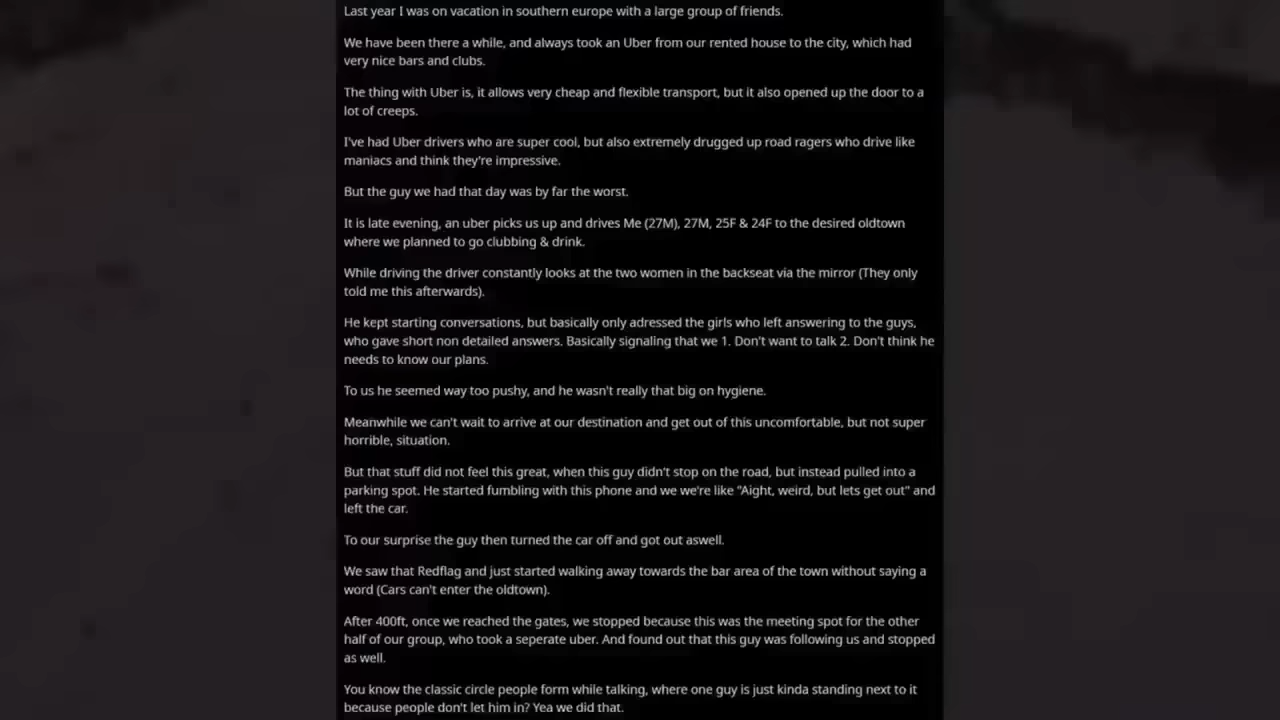 Last year I was on vacation in southern europe with a large group of friends.
We have been there a while, and always took an Uber from our rented house to the city, which had
very nice bars and clubs.
The thing with Uber is, it allows very cheap and flexible transport, but it also opened up the door to a
lot of creeps.
I've had Uber drivers who are super cool, but also extremely drugged up road ragers who drive like
maniacs and think they're impressive.
But the guy we had that day was by far the worst.
It is late evening, an uber picks us up and drives Me (27M), 27M, 25F & 24F to the desired oldtown
where we planned to go clubbing & drink.
While driving the driver constantly looks at the two women in the backseat via the mirror (They only
told me this afterwards).
He kept starting conversations, but basically only adressed the girls who left answering to the guys,
who gave short non detailed answers. Basically signaling that we 1. Don't want to talk 2. Don't think he
needs to know our plans.
To us he seemed way too pushy, and he wasn't really that big on hygiene.
Meanwhile we can't wait to arrive at our destination and get out of this uncomfortable, but not super
horrible, situation.
But that stuff did not feel this great, when this guy didn't stop on the road, but instead pulled into a
parking spot. He started fumbling with this phone and we we're like "Aight, weird, but lets get out" and
left the car.
To our surprise the guy then turned the car off and got out aswell.
We saw that Redflag and just started walking away towards the bar area of the town without saying a
word (Cars can't enter the oldtown).
After 400ft, once we reached the gates, we stopped because this was the meeting spot for the other
half of our group, who took a seperate uber. And found out that this guy was following us and stopped
as well.
You know the classic circle people form while talking, where one guy is just kinda standing next to it
because people don't let him in? Yea we did that.